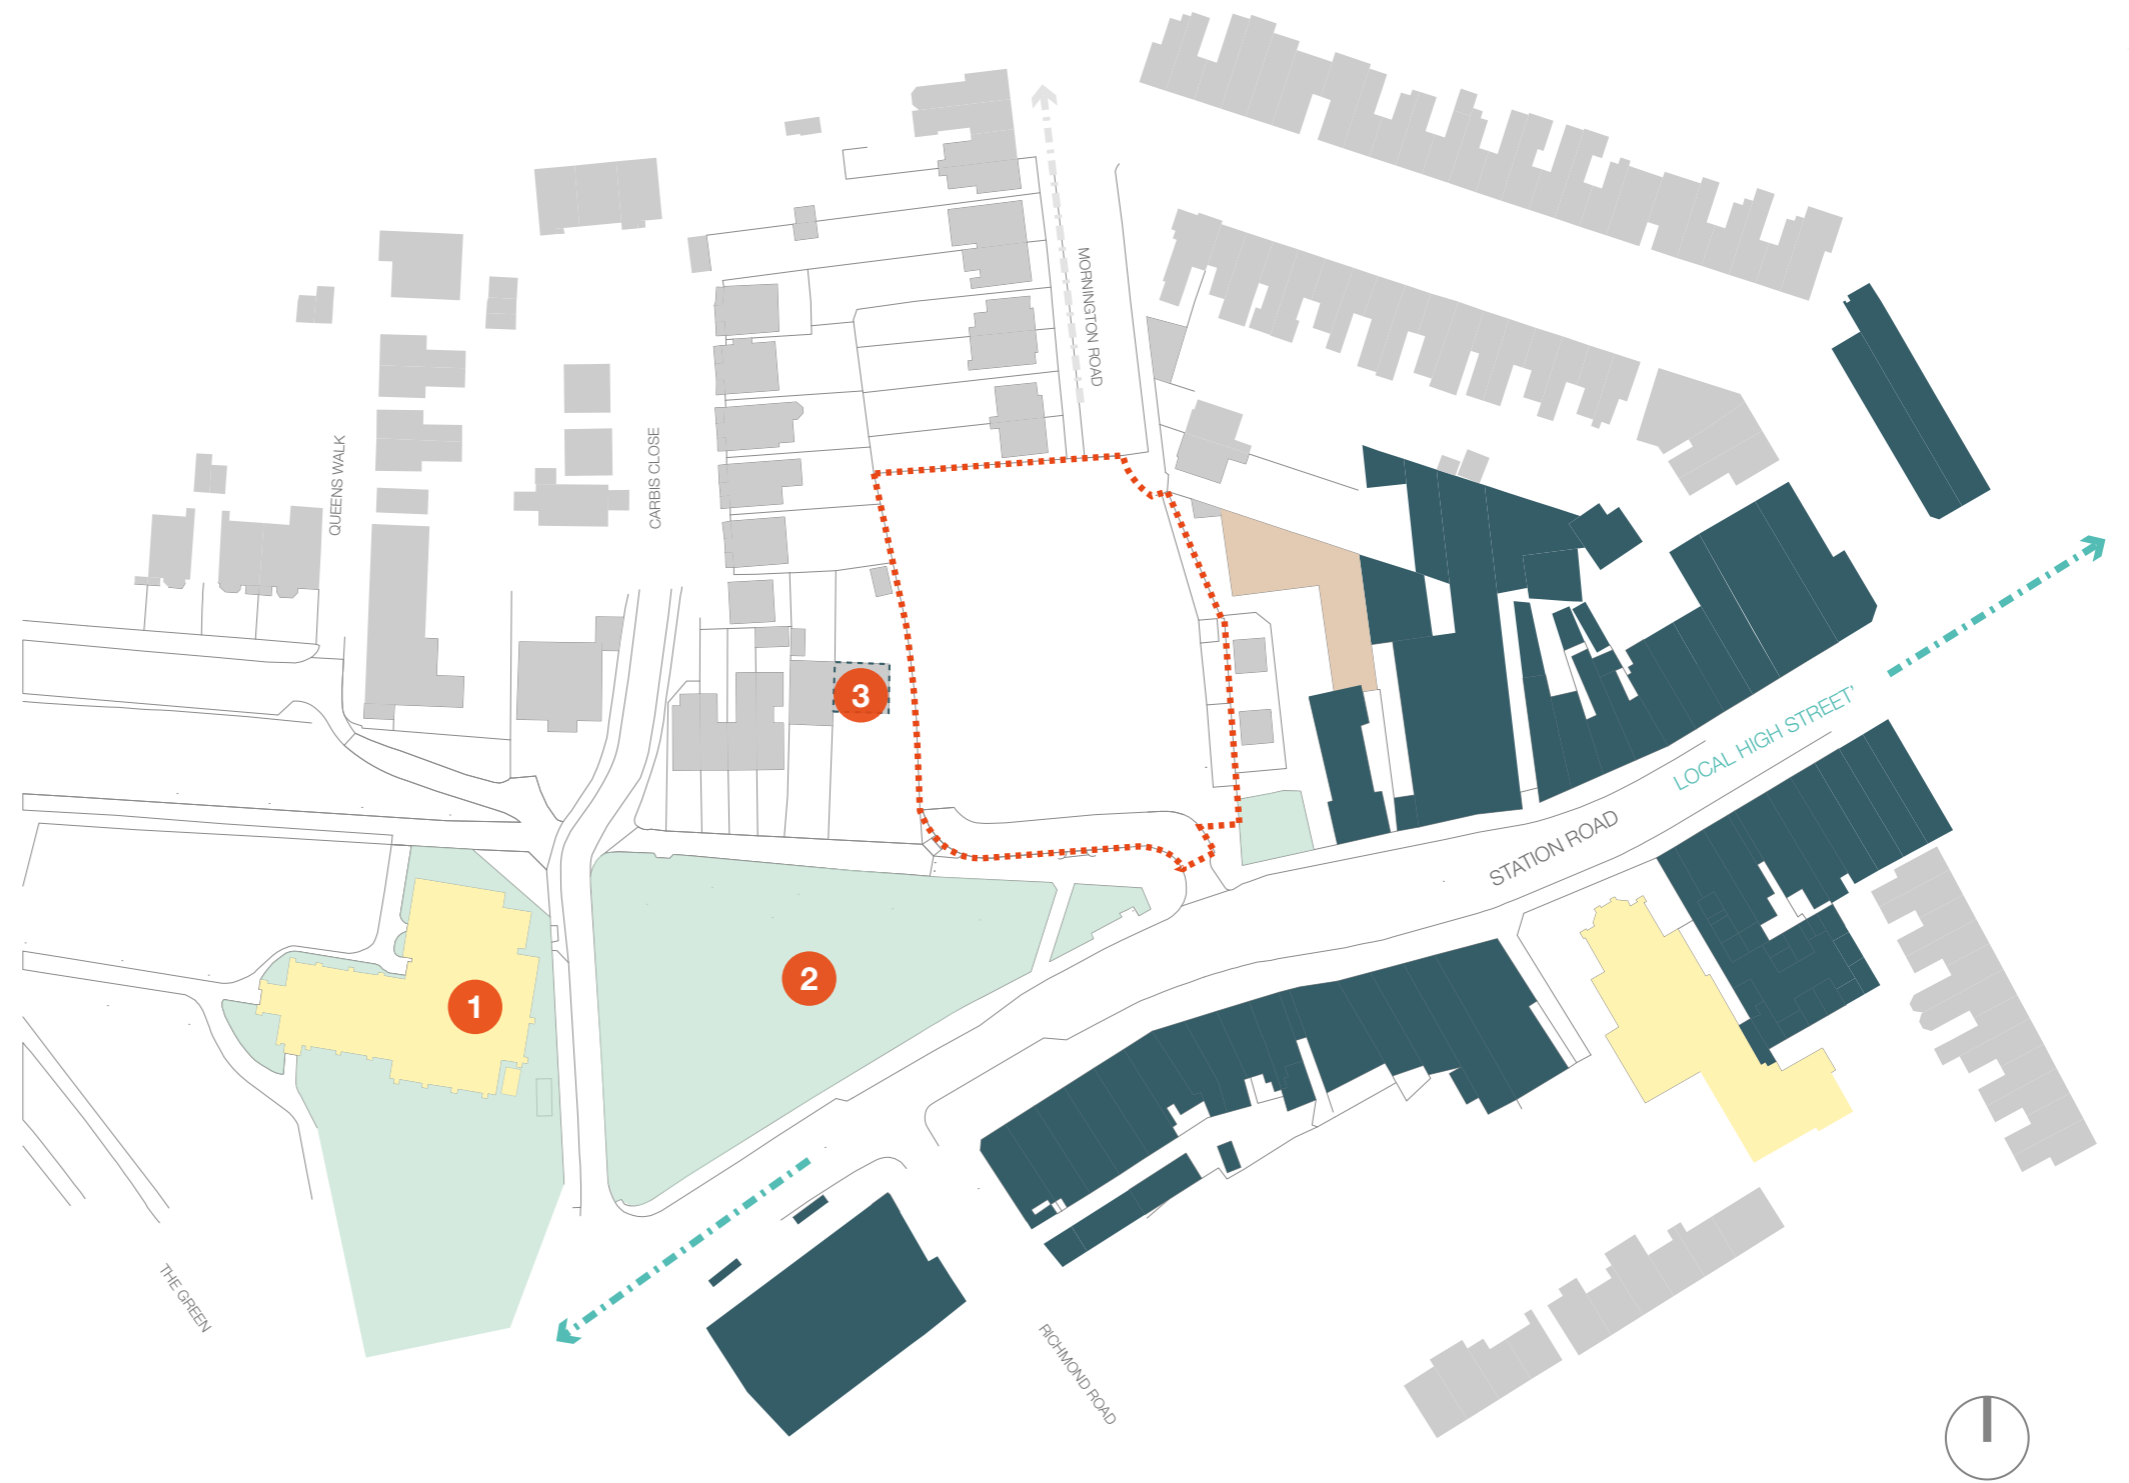 MORNINGTON ROAD
QUEENS WALK
CARBIS CLOSE
3
LOCAL HIGH STREET'
STATION ROAD
2
1
THE GREEN
RICHMOND ROAD